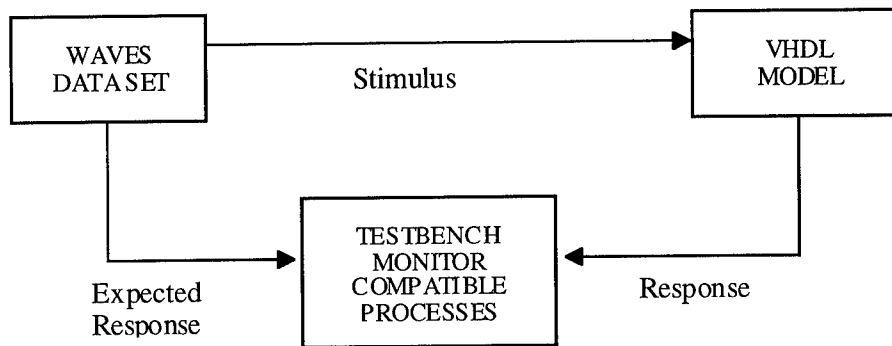 WAVES
DATASET
Stimulus
VHDL
MODEL
TESTBENCH
MONITOR
COMPATIBLE
PROCESSES
Expected
Response
Response